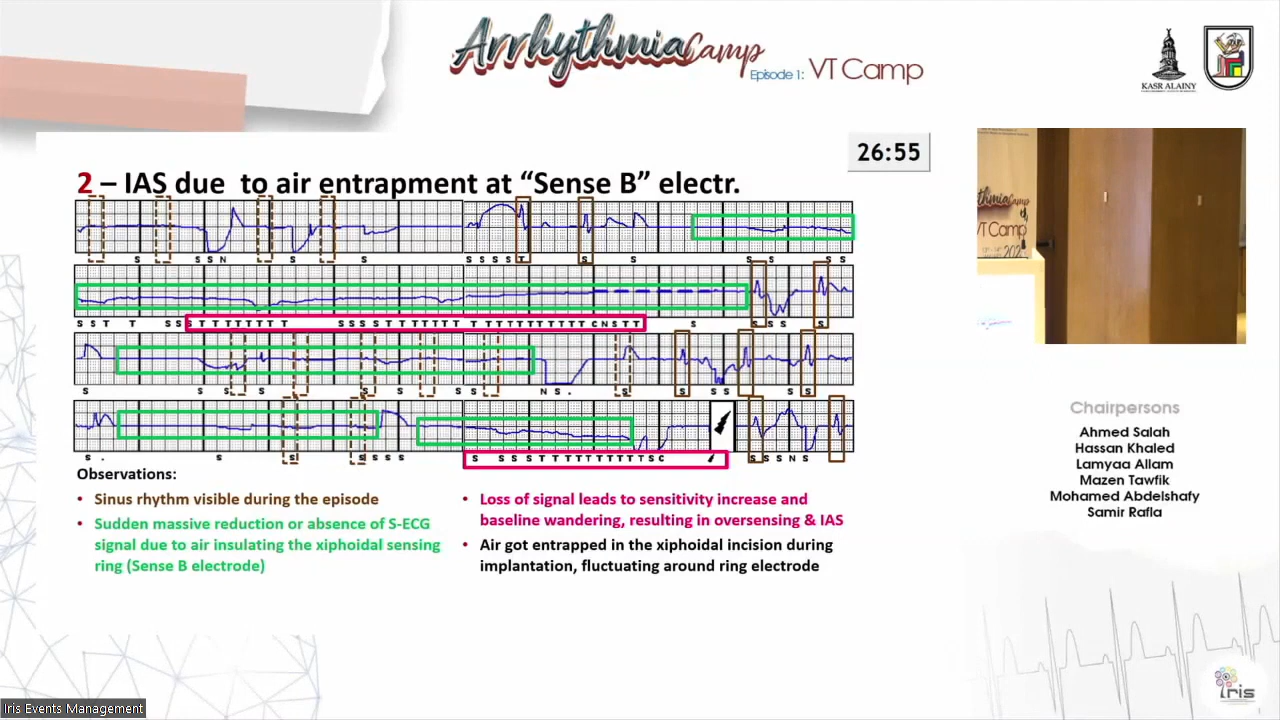 Arrhythmia Camp
Episode 1: VT Camp
KASR ALAINY
26:55
2 – IAS due to air entrapment at “Sense B” electr.
S S S N S S S S S S T S S S S S S
Observations:
• Sinus rhythm visible during the episode
• Sudden massive reduction or absence of S-ECG
signal due to air insulating the xiphoidal sensing
ring (Sense B electrode)
• Loss of signal leads to sensitivity increase and
baseline wandering, resulting in oversensing & IAS
• Air got entrapped in the xiphoidal incision during
implantation, fluctuating around ring electrode
Chairpersons
Ahmed Salah
Hassan Khaled
Lamyaa Allam
Mazen Tawfik
Mohamed Abdelshafy
Samir Rafla
iris
Iris Events Management